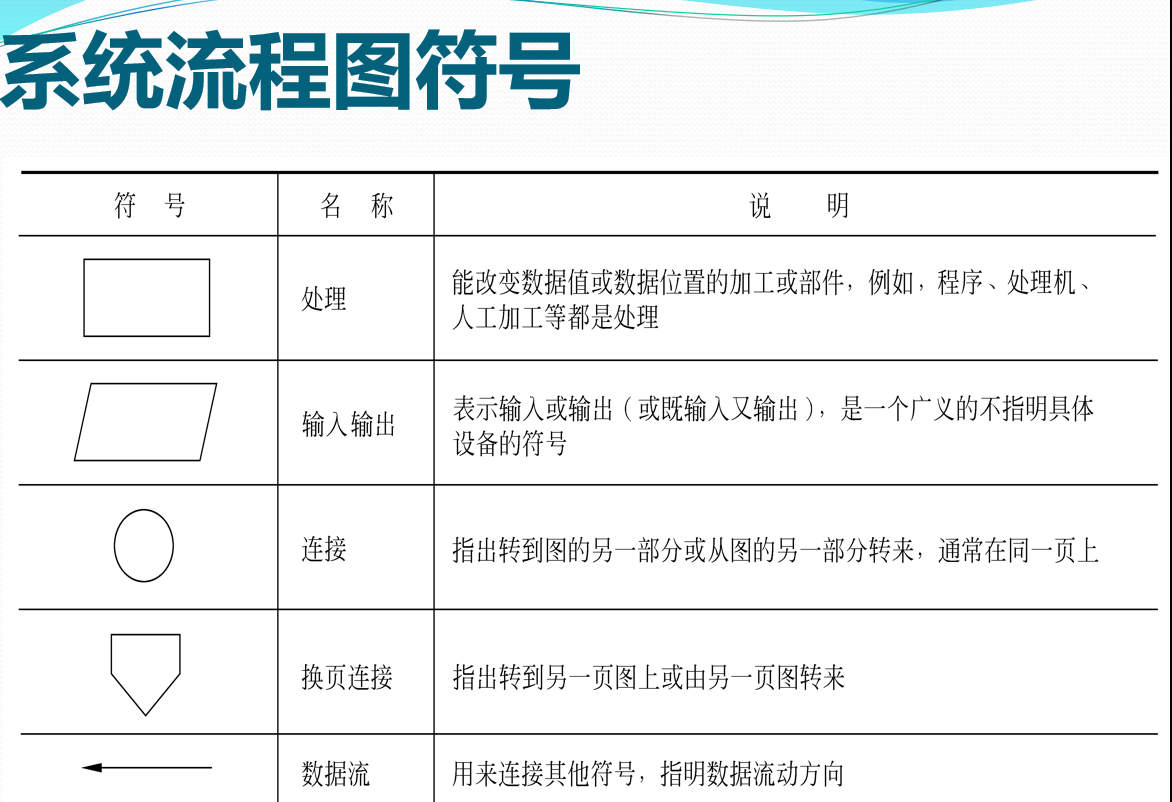 系统流程图符号
符 号 名 称 说 明
处理
能改变数据值或数据位置的加工或部件，例如，程序、处理机、
人工加工等都是处理
输入输出
表示输入或输出（或既输入又输出），是一个广义的不指明具体
设备的符号
连接
指出转到图的另一部分或从图的另一部分转来，通常在同一页上
换页连接
指出转到另一页图上或由另一页图转来
数据流
用来连接其他符号，指明数据流动方向